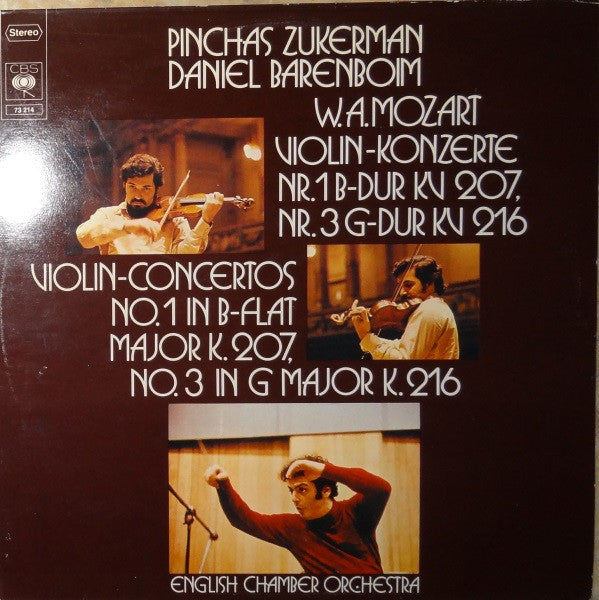 Stereo
CBS
73 214
PINCHAS ZUKERMAN
DANIEL BARENBOIM
W.A.MOZART
VIOLIN-KONZERTE
NR.1 B-DUR KV 207,
NR.3 G-DUR KV 216
VIOLIN-CONCERTOS
NO.1 IN B-FLAT
MAJOR K.207,
NO.3 IN G MAJOR K.216
ENGLISH CHAMBER ORCHESTRA